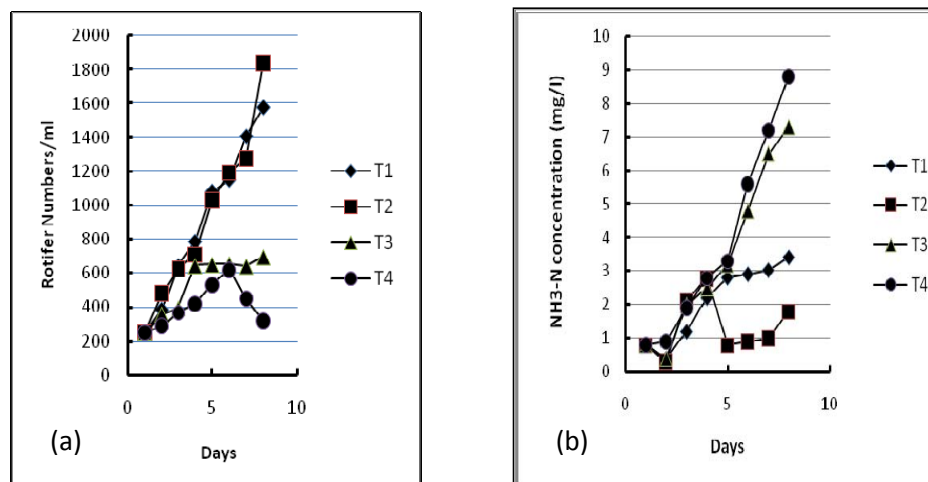 2000
1800
1600
1400
1200
1000
800
600
400
200
0
Rotifer Numbers/ml
0 5 10
Days
T1
T2
T3
T4
(a)
10
9
8
7
6
5
4
3
2
1
0
NH3-N concentration (mg/l)
0 5 10
Days
T1
T2
T3
T4
(b)